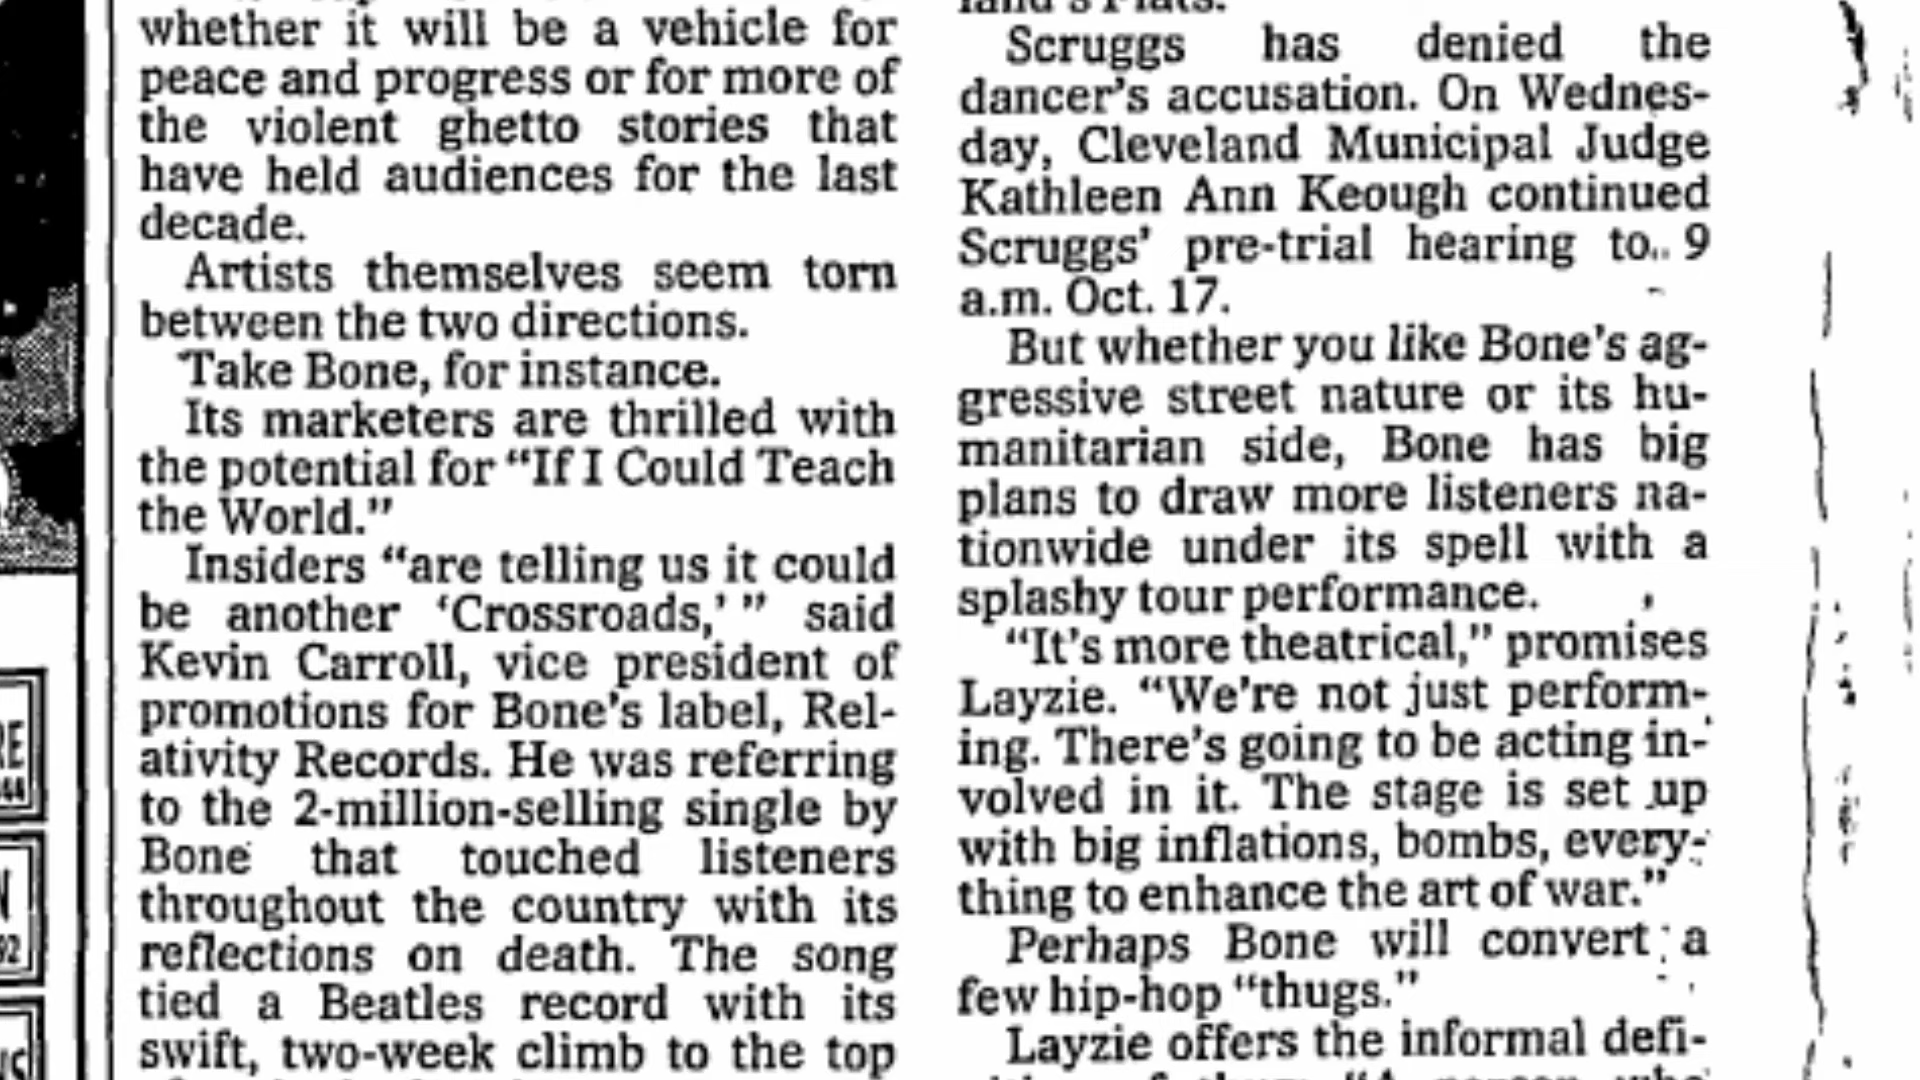 whether it will be a vehicle for
peace and progress or for more of
the violent ghetto stories that
have held audiences for the last
decade.
Artists themselves seem torn
between the two directions.
Take Bone, for instance.
Its marketers are thrilled with
the potential for “If I Could Teach
the World.”
Insiders “are telling us it could
be another ‘Crossroads,’ ” said
Kevin Carroll, vice president of
promotions for Bone’s label, Rel-
ativity Records. He was referring
to the 2-million-selling single by
Bone that touched listeners
throughout the country with its
reflections on death. The song
tied a Beatles record with its
swift, two-week climb to the top
land’s Flats.
Scruggs has denied the
dancer’s accusation. On Wednes-
day, Cleveland Municipal Judge
Kathleen Ann Keough continued
Scruggs’ pre-trial hearing to 9
a.m. Oct. 17.
But whether you like Bone’s ag-
gressive street nature or its hu-
manitarian side, Bone has big
plans to draw more listeners na-
tionwide under its spell with a
splashy tour performance.
“It’s more theatrical,” promises
Layzie. “We’re not just perform-
ing. There’s going to be acting in-
volved in it. The stage is set up
with big inflations, bombs, every-
thing to enhance the art of war.”
Perhaps Bone will convert a
few hip-hop “thugs.”
Layzie offers the informal defi-
RE
44
N
92